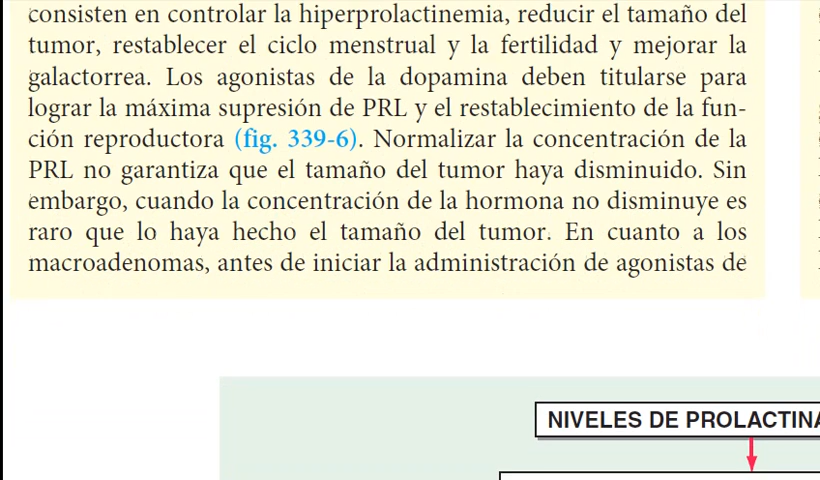 consisten en controlar la hiperprolactinemia, reducir el tamaño del
tumor, restablecer el ciclo menstrual y la fertilidad y mejorar la
galactorrea. Los agonistas de la dopamina deben titularse para
lograr la máxima supresión de PRL y el restablecimiento de la fun-
ción reproductora (fig. 339-6). Normalizar la concentración de la
PRL no garantiza que el tamaño del tumor haya disminuido. Sin
embargo, cuando la concentración de la hormona no disminuye es
raro que lo haya hecho el tamaño del tumor. En cuanto a los
macroadenomas, antes de iniciar la administración de agonistas de
NIVELES DE PROLACTINA